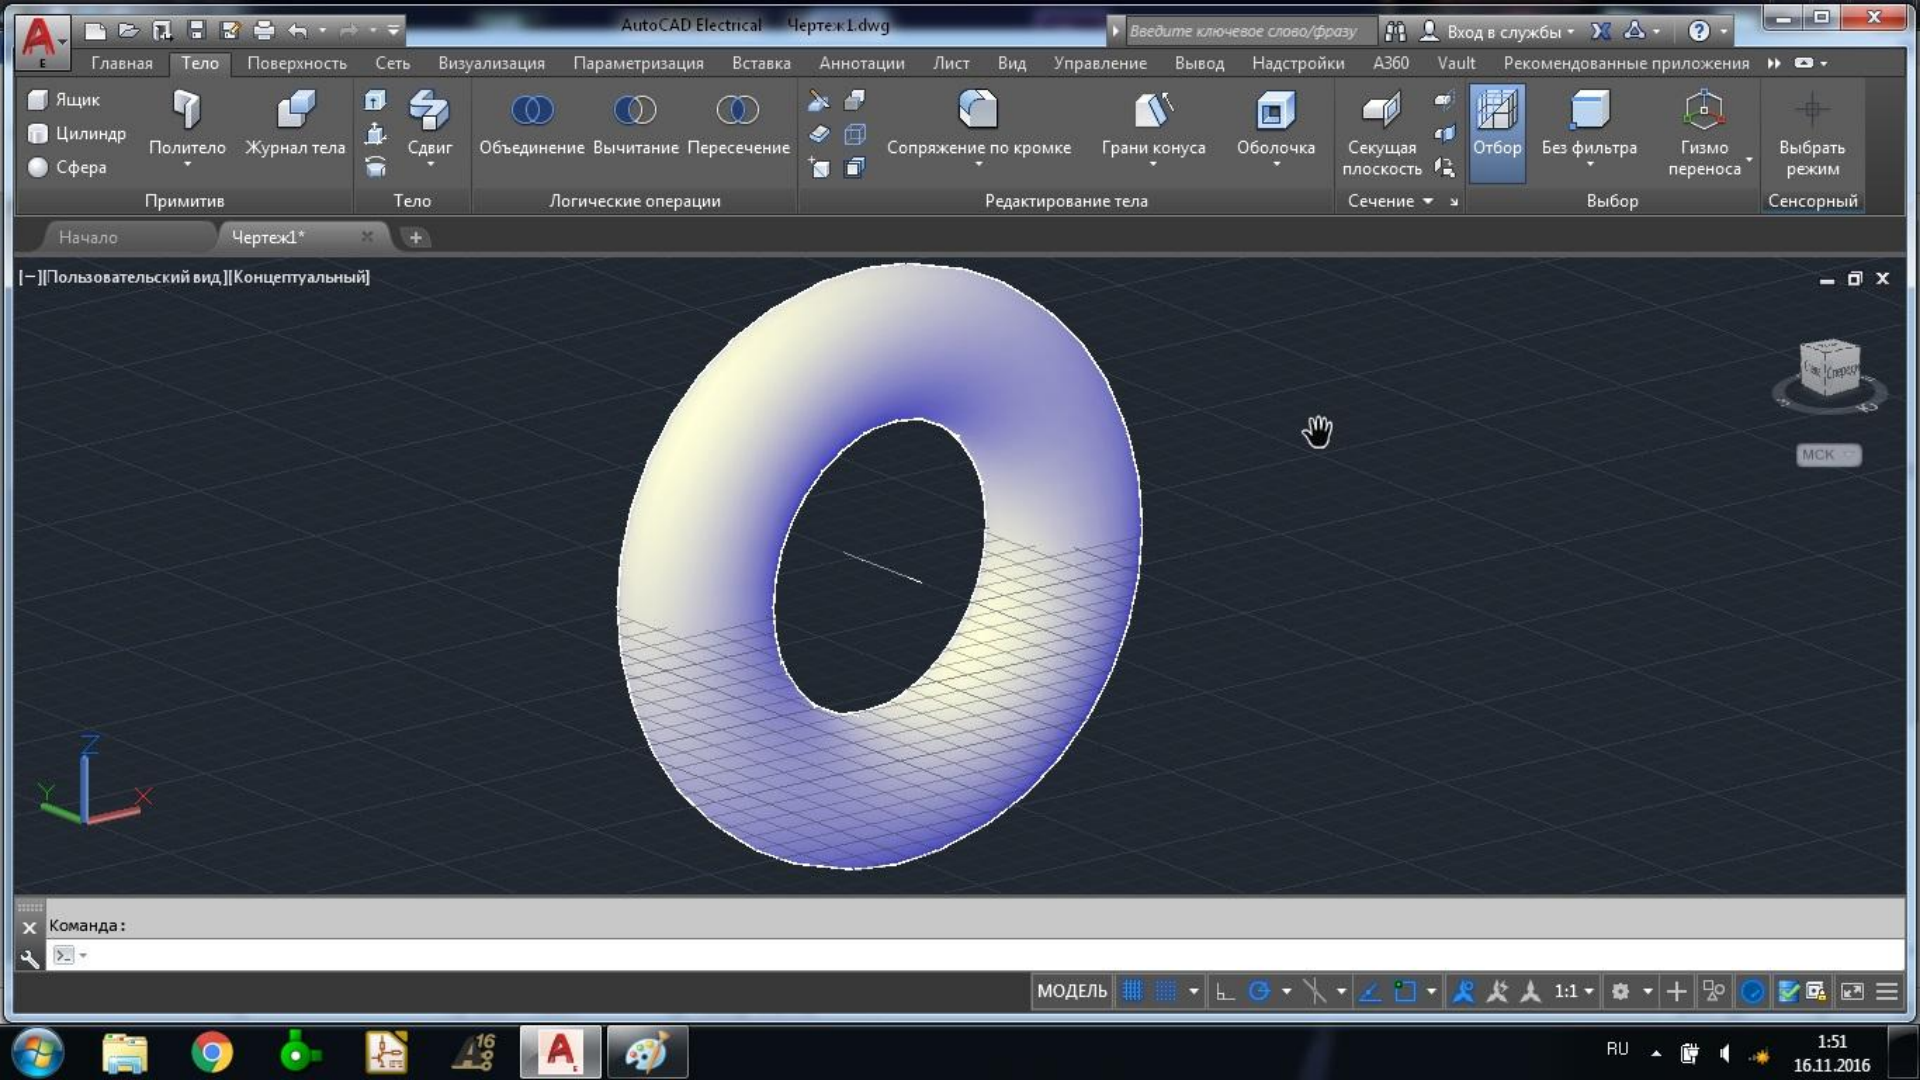 AutoCAD Electrical Чертеж1.dwg
Введите ключевое слово/фразу
Вход в службы
Главная Тело Поверхность Сеть Визуализация Параметризация Вставка Аннотации Лист Вид Управление Вывод Надстройки A360 Vault Рекомендованные приложения
Ящик
Цилиндр
Сфера
Политело
Журнал тела
Сдвиг
Объединение Вычитание Пересечение
Сопряжение по кромке
Грани конуса
Оболочка
Секущая
плоскость
Отбор
Без фильтра
Гизмо
переноса
Выбрать
режим
Примитив
Тело
Логические операции
Редактирование тела
Сечение
Выбор
Сенсорный
Начало
Чертеж1*
[−][Пользовательский вид][Концептуальный]
МСК
Z
Y
X
Команда:
МОДЕЛЬ
1:1
RU
1:51
16.11.2016